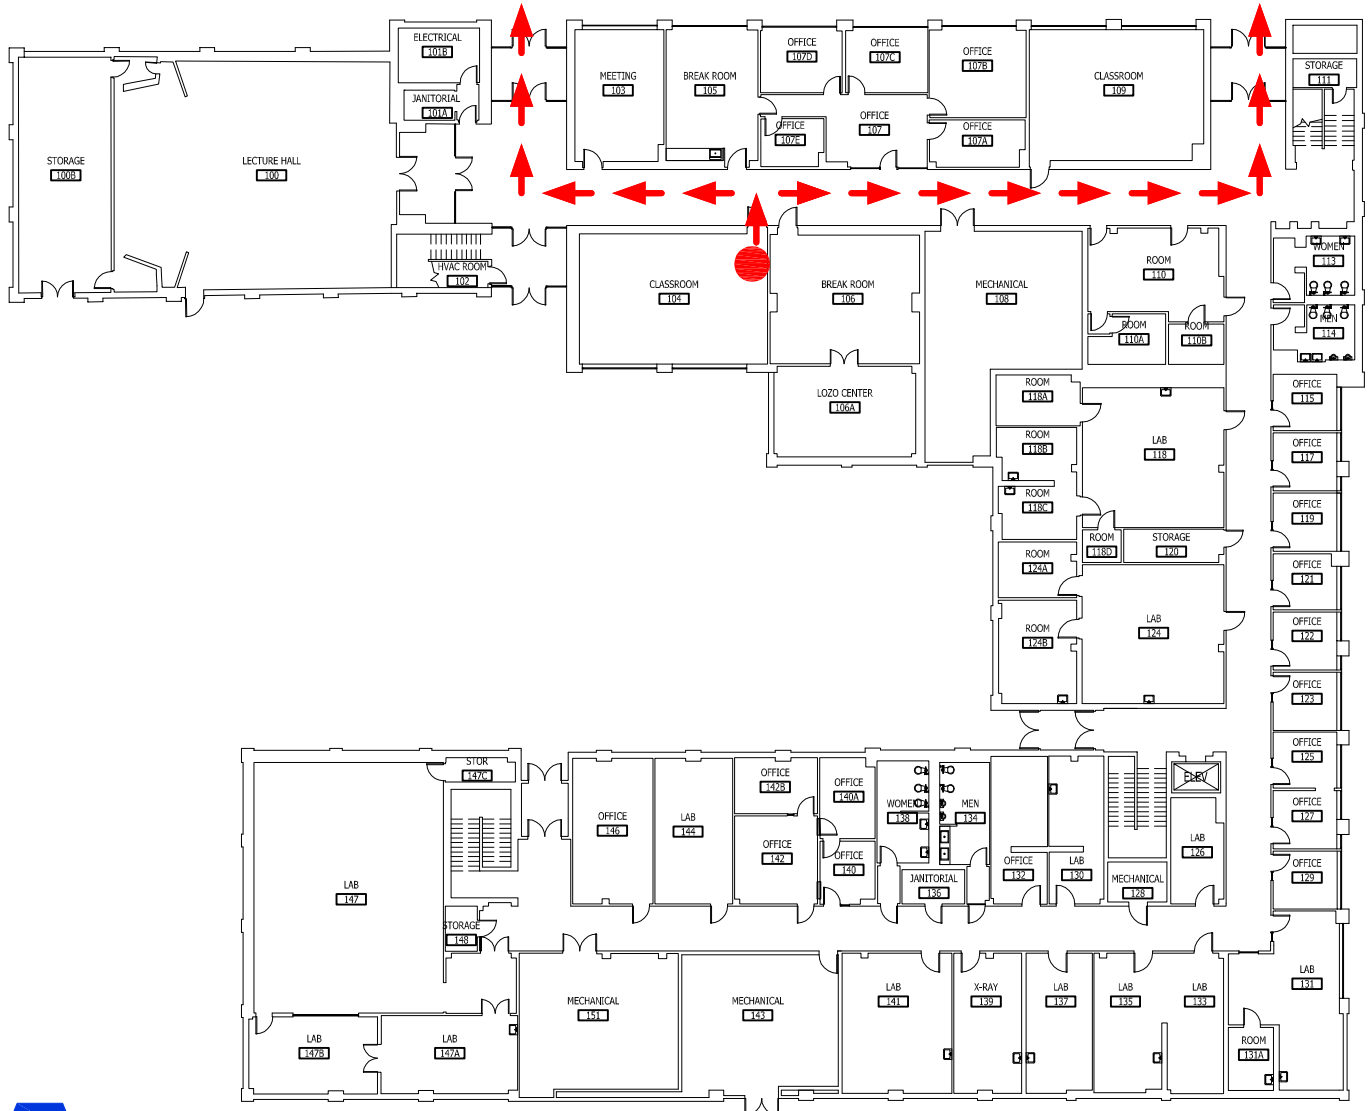 ELECTRICAL
101B
JANITORIAL
101A
STORAGE
100B
LECTURE HALL
100
HVAC ROOM
102
MEETING
103
BREAK ROOM
105
OFFICE
107D
OFFICE
107C
OFFICE
107B
OFFICE
107
OFFICE
107E
OFFICE
107A
CLASSROOM
109
STORAGE
111
CLASSROOM
104
BREAK ROOM
106
MECHANICAL
108
ROOM
110
ROOM
110A
ROOM
110B
WOMEN
113
MEN
114
LOZO CENTER
106A
ROOM
118A
ROOM
118B
ROOM
118C
LAB
118
ROOM
118D
STORAGE
120
ROOM
124A
ROOM
124B
LAB
124
OFFICE
115
OFFICE
117
OFFICE
119
OFFICE
121
OFFICE
122
OFFICE
123
OFFICE
125
OFFICE
127
OFFICE
129
STOR
147C
LAB
147
STORAGE
148
OFFICE
146
LAB
144
OFFICE
142B
OFFICE
142
OFFICE
140A
OFFICE
140
WOMEN
138
MEN
134
JANITORIAL
136
OFFICE
132
LAB
130
MECHANICAL
128
ELEV
LAB
126
LAB
147B
LAB
147A
MECHANICAL
151
MECHANICAL
143
LAB
141
X-RAY
139
LAB
137
LAB
135
LAB
133
LAB
131
ROOM
131A